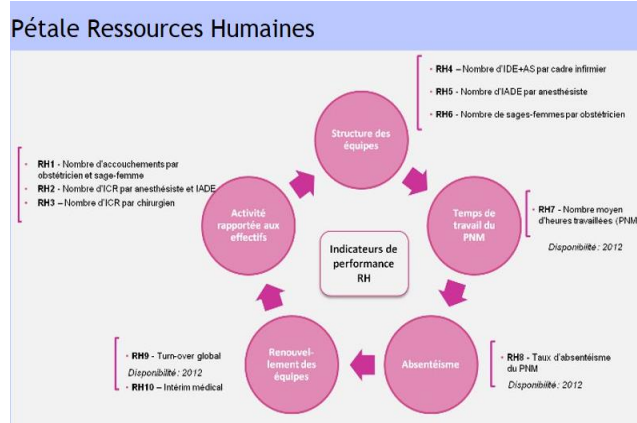 Pétale Ressources Humaines
RH4 – Nombre d'IDE+AS par cadre infirmier
RH5 - Nombre d'IADE par anesthésiste
RH6 - Nombre de sages-femmes par obstétricien
Structure des
équipes
RH1 - Nombre d'accouchements par
obstétricien et sage-femme
RH2 - Nombre d'ICR par anesthésiste et IADE
RH3 – Nombre d'ICR par chirurgien
Activité
rapportée aux
effectifs
Temps de
travail du
PNM
RH7 - Nombre moyen
d'heures travaillées (PNM
Disponibilité : 2012
Indicateurs de
performance
RH
RH9 - Turn-over global
Disponibilité : 2012
RH10 – Intérim médical
Renouvel-
lement des
équipes
Absentéisme
RH8 - Taux d'absentéisme
du PNM
Disponibilité : 2012